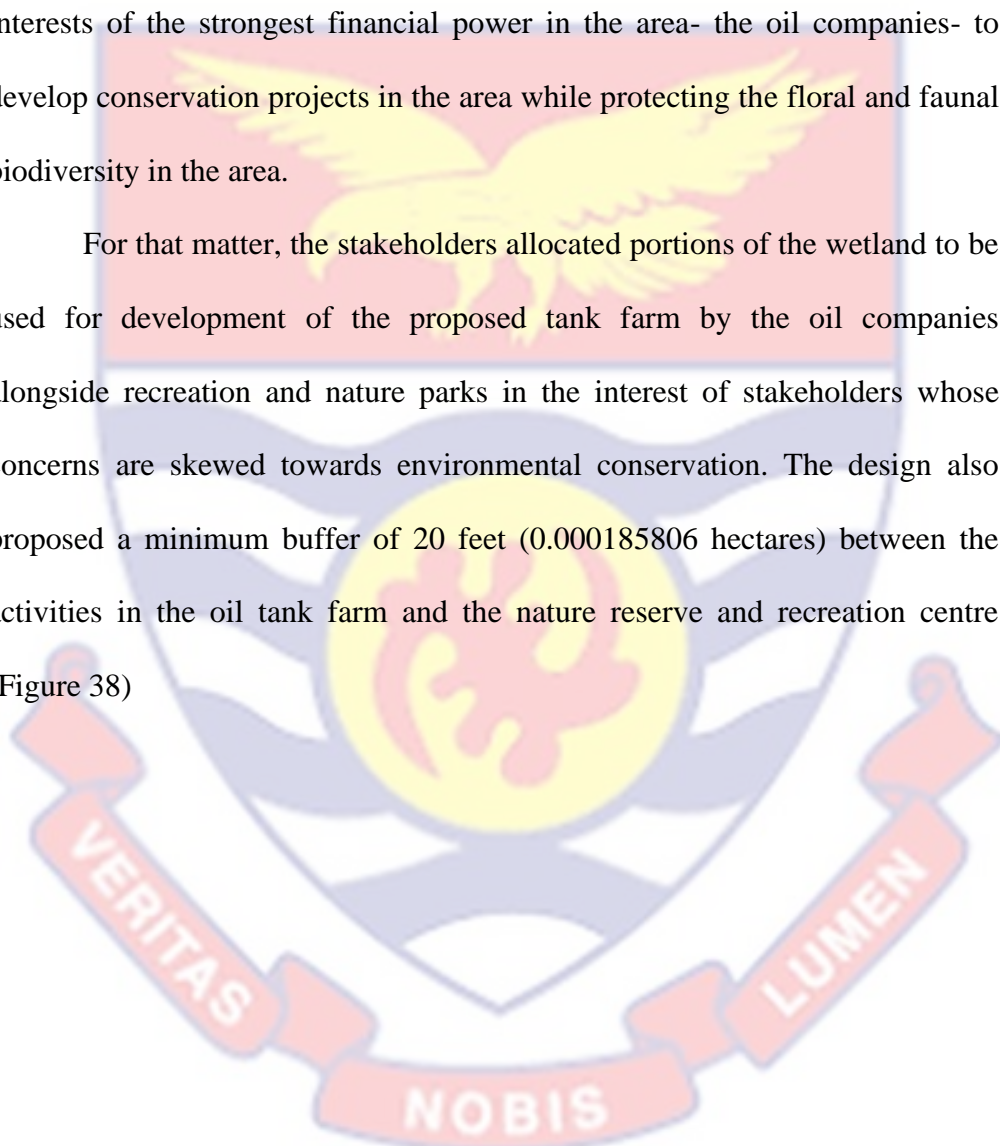 interests of the strongest financial power in the area- the oil companies- to
develop conservation projects in the area while protecting the floral and faunal
biodiversity in the area.
For that matter, the stakeholders allocated portions of the wetland to be
used for development of the proposed tank farm by the oil companies
alongside recreation and nature parks in the interest of stakeholders whose
concerns are skewed towards environmental conservation. The design also
proposed a minimum buffer of 20 feet (0.000185806 hectares) between the
activities in the oil tank farm and the nature reserve and recreation centre
(Figure 38)
VERITAS
NOBIS
LUMEN